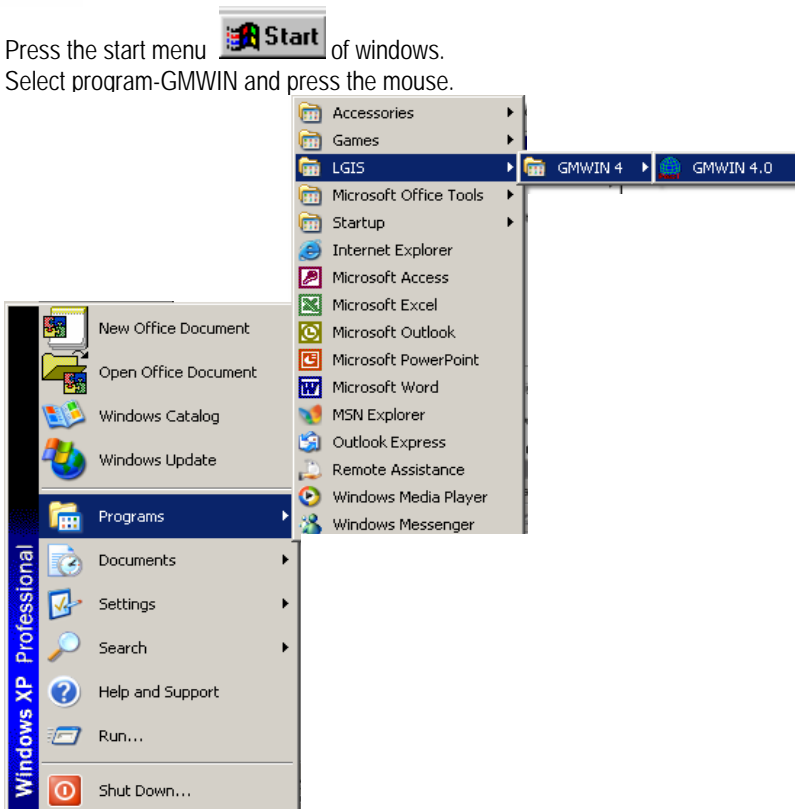 Press the start menu Start of windows.
Select program-GMWIN and press the mouse.
Accessories
Games
LGIS
GMWIN 4
GMWIN 4.0
Microsoft Office Tools
Startup
Internet Explorer
Microsoft Access
Microsoft Excel
Microsoft Outlook
Microsoft PowerPoint
Microsoft Word
MSN Explorer
Outlook Express
Remote Assistance
Windows Media Player
Windows Messenger
New Office Document
Open Office Document
Windows Catalog
Windows Update
Programs
Documents
Settings
Search
Help and Support
Run...
Shut Down...
Windows XP Professional